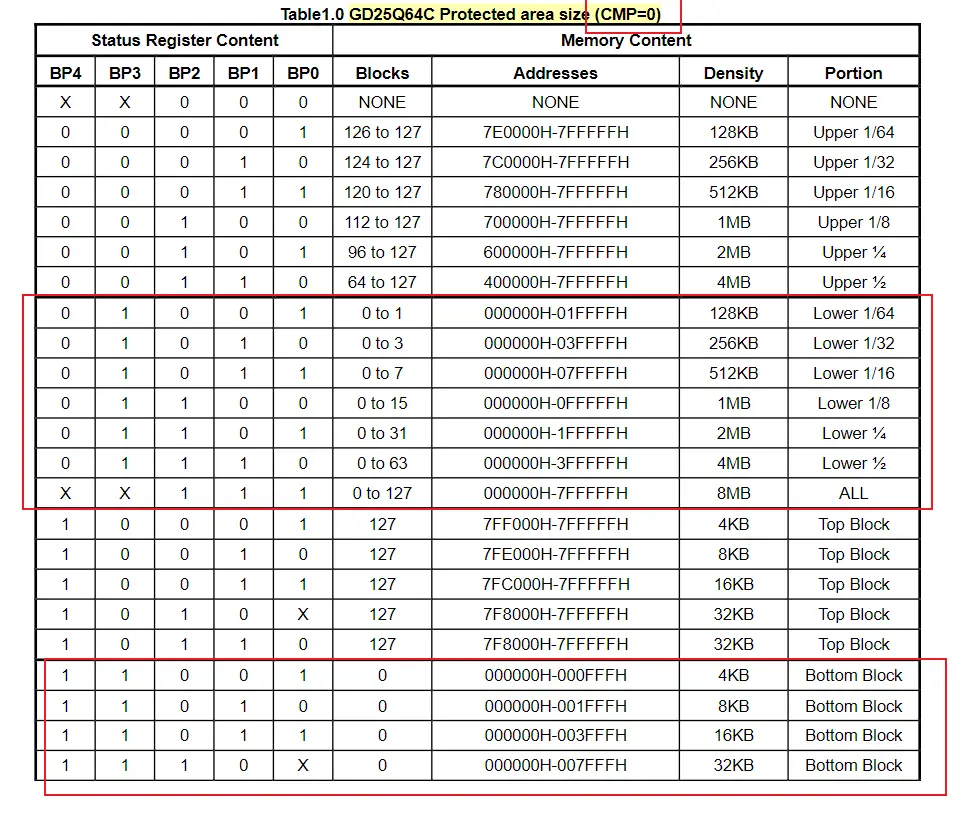 Table1.0 GD25Q64C Protected area size (CMP=0)
Status Register Content Memory Content
BP4 BP3 BP2 BP1 BP0 Blocks Addresses Density Portion
X X 0 0 0 NONE NONE NONE NONE
0 0 0 0 1 126 to 127 7E0000H-7FFFFFH 128KB Upper 1/64
0 0 0 1 0 124 to 127 7C0000H-7FFFFFH 256KB Upper 1/32
0 0 0 1 1 120 to 127 780000H-7FFFFFH 512KB Upper 1/16
0 0 1 0 0 112 to 127 700000H-7FFFFFH 1MB Upper 1/8
0 0 1 0 1 96 to 127 600000H-7FFFFFH 2MB Upper ¼
0 0 1 1 0 64 to 127 400000H-7FFFFFH 4MB Upper ½
0 1 0 0 1 0 to 1 000000H-01FFFFH 128KB Lower 1/64
0 1 0 1 0 0 to 3 000000H-03FFFFH 256KB Lower 1/32
0 1 0 1 1 0 to 7 000000H-07FFFFH 512KB Lower 1/16
0 1 1 0 0 0 to 15 000000H-0FFFFFH 1MB Lower 1/8
0 1 1 0 1 0 to 31 000000H-1FFFFFH 2MB Lower ¼
0 1 1 1 0 0 to 63 000000H-3FFFFFH 4MB Lower ½
X X 1 1 1 0 to 127 000000H-7FFFFFH 8MB ALL
1 0 0 0 1 127 7FF000H-7FFFFFH 4KB Top Block
1 0 0 1 0 127 7FE000H-7FFFFFH 8KB Top Block
1 0 0 1 1 127 7FC000H-7FFFFFH 16KB Top Block
1 0 1 0 X 127 7F8000H-7FFFFFH 32KB Top Block
1 0 1 1 0 127 7F8000H-7FFFFFH 32KB Top Block
1 1 0 0 1 0 000000H-000FFFH 4KB Bottom Block
1 1 0 1 0 0 000000H-001FFFH 8KB Bottom Block
1 1 0 1 1 0 000000H-003FFFH 16KB Bottom Block
1 1 1 0 X 0 000000H-007FFFH 32KB Bottom Block